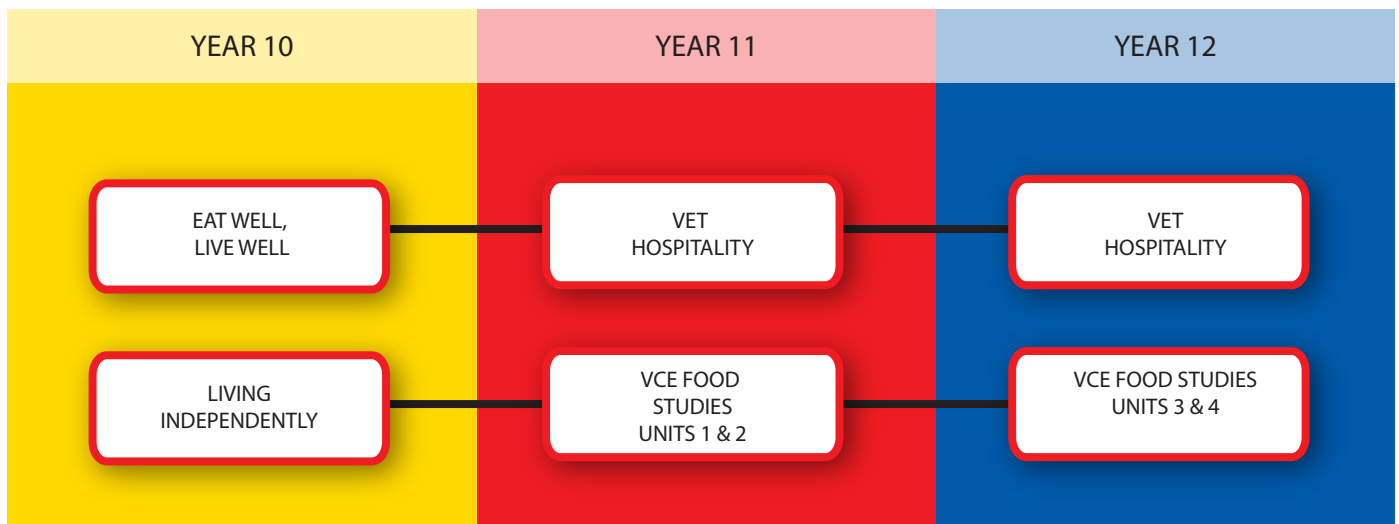 YEAR 10
YEAR 11
YEAR 12
EAT WELL,
LIVE WELL
VET
HOSPITALITY
VET
HOSPITALITY
LIVING
INDEPENDENTLY
VCE FOOD
STUDIES
UNITS 1 & 2
VCE FOOD STUDIES
UNITS 3 & 4